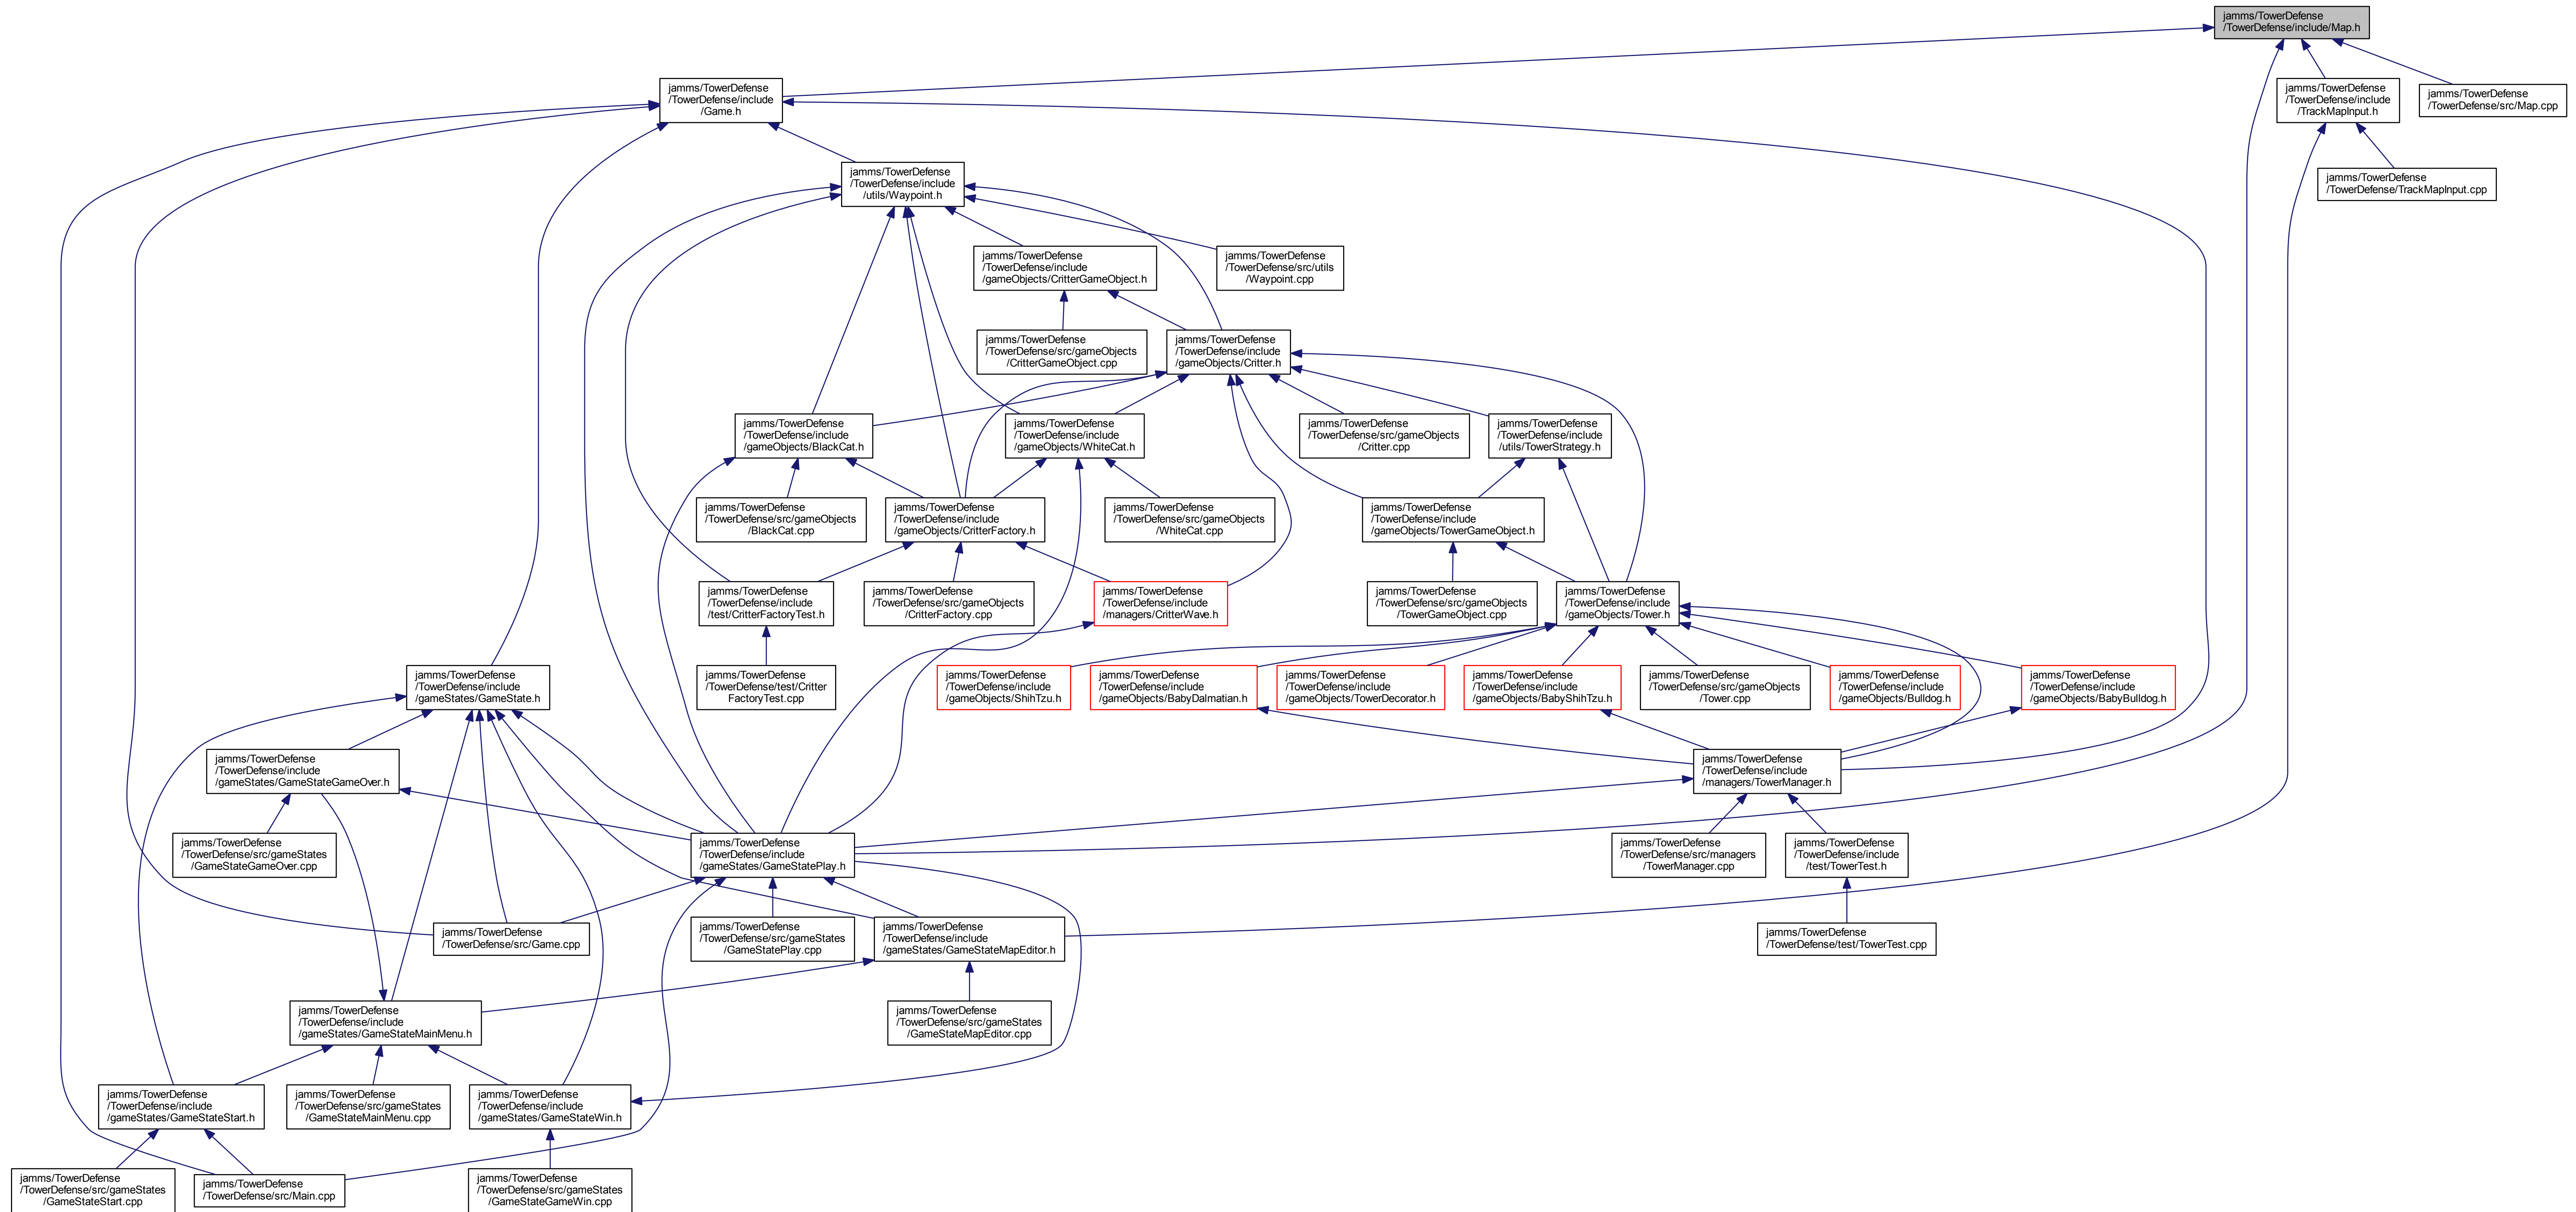 jamms/TowerDefense
/TowerDefense/include/Map.h
jamms/TowerDefense
/TowerDefense/include
/Game.h
jamms/TowerDefense
/TowerDefense/include
/TrackMapInput.h
jamms/TowerDefense
/TowerDefense/src/Map.cpp
jamms/TowerDefense
/TowerDefense/include
/utils/Waypoint.h
jamms/TowerDefense
/TowerDefense/TrackMapInput.cpp
jamms/TowerDefense
/TowerDefense/include
/gameObjects/CritterGameObject.h
jamms/TowerDefense
/TowerDefense/src/utils
/Waypoint.cpp
jamms/TowerDefense
/TowerDefense/src/gameObjects
/CritterGameObject.cpp
jamms/TowerDefense
/TowerDefense/include
/gameObjects/Critter.h
jamms/TowerDefense
/TowerDefense/include
/gameObjects/BlackCat.h
jamms/TowerDefense
/TowerDefense/include
/gameObjects/WhiteCat.h
jamms/TowerDefense
/TowerDefense/src/gameObjects
/Critter.cpp
jamms/TowerDefense
/TowerDefense/include
/utils/TowerStrategy.h
jamms/TowerDefense
/TowerDefense/src/gameObjects
/BlackCat.cpp
jamms/TowerDefense
/TowerDefense/include
/gameObjects/CritterFactory.h
jamms/TowerDefense
/TowerDefense/src/gameObjects
/WhiteCat.cpp
jamms/TowerDefense
/TowerDefense/include
/gameObjects/TowerGameObject.h
jamms/TowerDefense
/TowerDefense/include
/test/CritterFactoryTest.h
jamms/TowerDefense
/TowerDefense/src/gameObjects
/CritterFactory.cpp
jamms/TowerDefense
/TowerDefense/include
/managers/CritterWave.h
jamms/TowerDefense
/TowerDefense/src/gameObjects
/TowerGameObject.cpp
jamms/TowerDefense
/TowerDefense/include
/gameObjects/Tower.h
jamms/TowerDefense
/TowerDefense/include
/gameStates/GameState.h
jamms/TowerDefense
/TowerDefense/test/Critter
FactoryTest.cpp
jamms/TowerDefense
/TowerDefense/include
/gameObjects/ShihTzu.h
jamms/TowerDefense
/TowerDefense/include
/gameObjects/BabyDalmatian.h
jamms/TowerDefense
/TowerDefense/include
/gameObjects/TowerDecorator.h
jamms/TowerDefense
/TowerDefense/include
/gameObjects/BabyShihTzu.h
jamms/TowerDefense
/TowerDefense/src/gameObjects
/Tower.cpp
jamms/TowerDefense
/TowerDefense/include
/gameObjects/Bulldog.h
jamms/TowerDefense
/TowerDefense/include
/gameObjects/BabyBulldog.h
jamms/TowerDefense
/TowerDefense/include
/gameStates/GameStateGameOver.h
jamms/TowerDefense
/TowerDefense/include
/managers/TowerManager.h
jamms/TowerDefense
/TowerDefense/src/gameStates
/GameStateGameOver.cpp
jamms/TowerDefense
/TowerDefense/include
/gameStates/GameStatePlay.h
jamms/TowerDefense
/TowerDefense/src/managers
/TowerManager.cpp
jamms/TowerDefense
/TowerDefense/include
/test/TowerTest.h
jamms/TowerDefense
/TowerDefense/src/Game.cpp
jamms/TowerDefense
/TowerDefense/src/gameStates
/GameStatePlay.cpp
jamms/TowerDefense
/TowerDefense/include
/gameStates/GameStateMapEditor.h
jamms/TowerDefense
/TowerDefense/test/TowerTest.cpp
jamms/TowerDefense
/TowerDefense/include
/gameStates/GameStateMainMenu.h
jamms/TowerDefense
/TowerDefense/src/gameStates
/GameStateMapEditor.cpp
jamms/TowerDefense
/TowerDefense/include
/gameStates/GameStateStart.h
jamms/TowerDefense
/TowerDefense/src/gameStates
/GameStateMainMenu.cpp
jamms/TowerDefense
/TowerDefense/include
/gameStates/GameStateWin.h
jamms/TowerDefense
/TowerDefense/src/gameStates
/GameStateStart.cpp
jamms/TowerDefense
/TowerDefense/src/Main.cpp
jamms/TowerDefense
/TowerDefense/src/gameStates
/GameStateGameWin.cpp